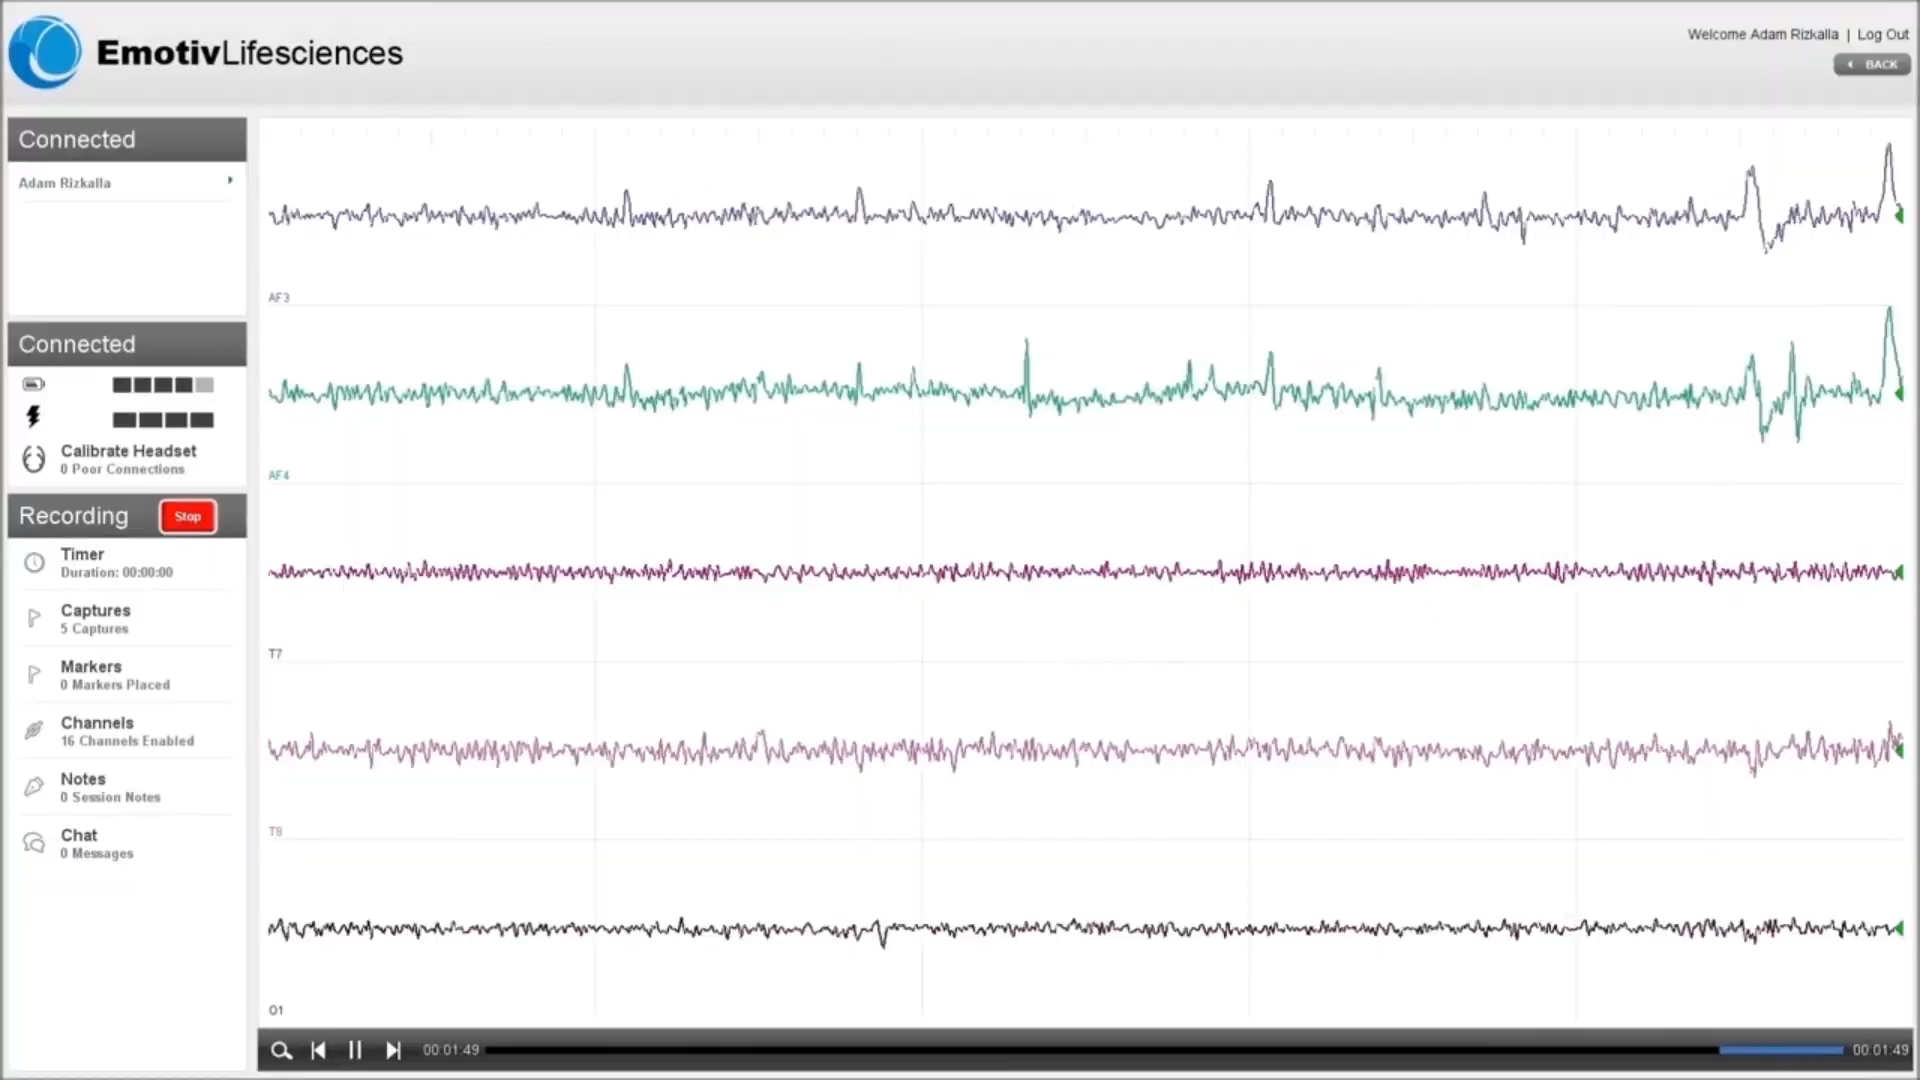 EmotivLifesciences
Welcome Adam Rizkalla | Log Out
BACK
Connected
Adam Rizkalla
Connected
Calibrate Headset
0 Poor Connections
Recording
Stop
Timer
Duration: 00:00:00
Captures
5 Captures
Markers
0 Markers Placed
Channels
16 Channels Enabled
Notes
0 Session Notes
Chat
0 Messages
AF3
AF4
T7
T8
O1
00:01:49
00:01:49